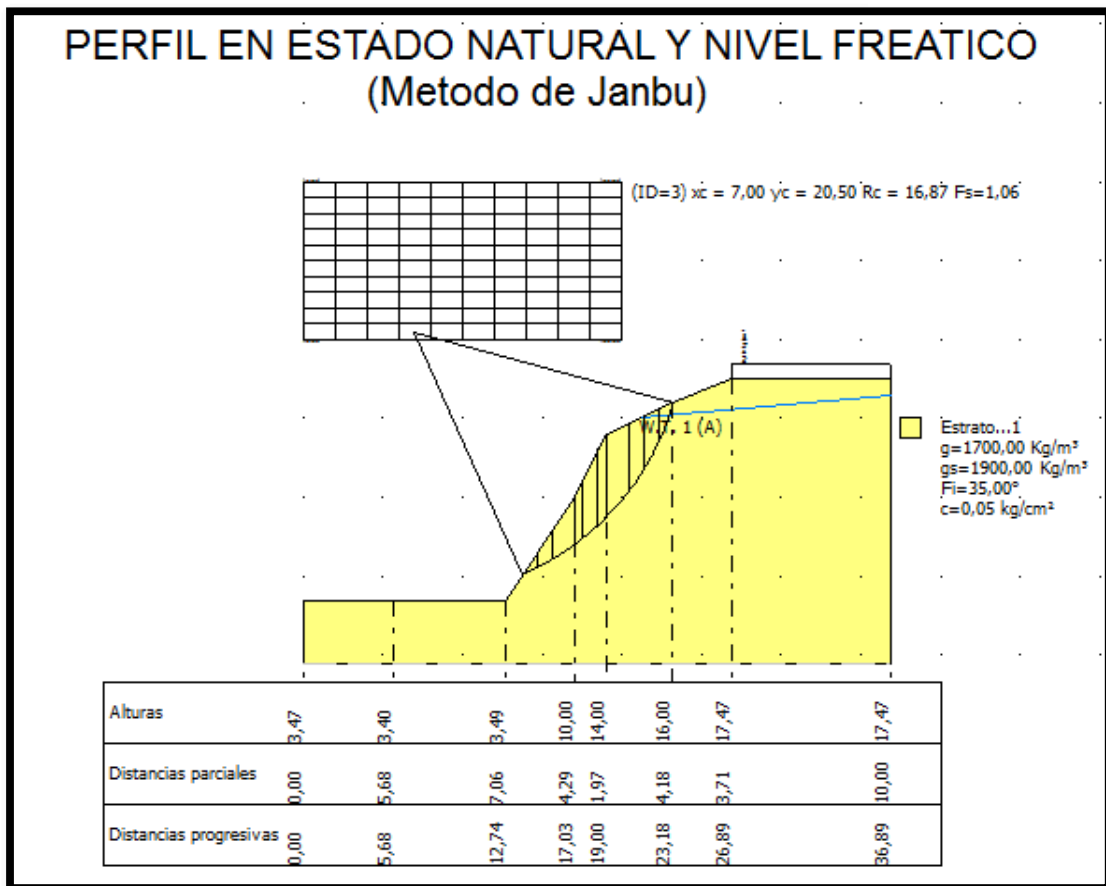 PERFIL EN ESTADO NATURAL Y NIVEL FREATICO
(Metodo de Janbu)
(ID=3) xc = 7,00 yc = 20,50 Rc = 16,87 Fs=1,06
W.T. 1 (A)
Estrato...1
g=1700,00 Kg/m³
gs=1900,00 Kg/m³
Fi=35,00°
c=0,05 kg/cm²
Alturas 3,47 3,40 3,49 10,00 14,00 16,00 17,47 17,47
Distancias parciales 0,00 5,68 7,06 4,29 1,97 4,18 3,71 10,00
Distancias progresivas 0,00 5,68 12,74 17,03 19,00 23,18 26,89 36,89